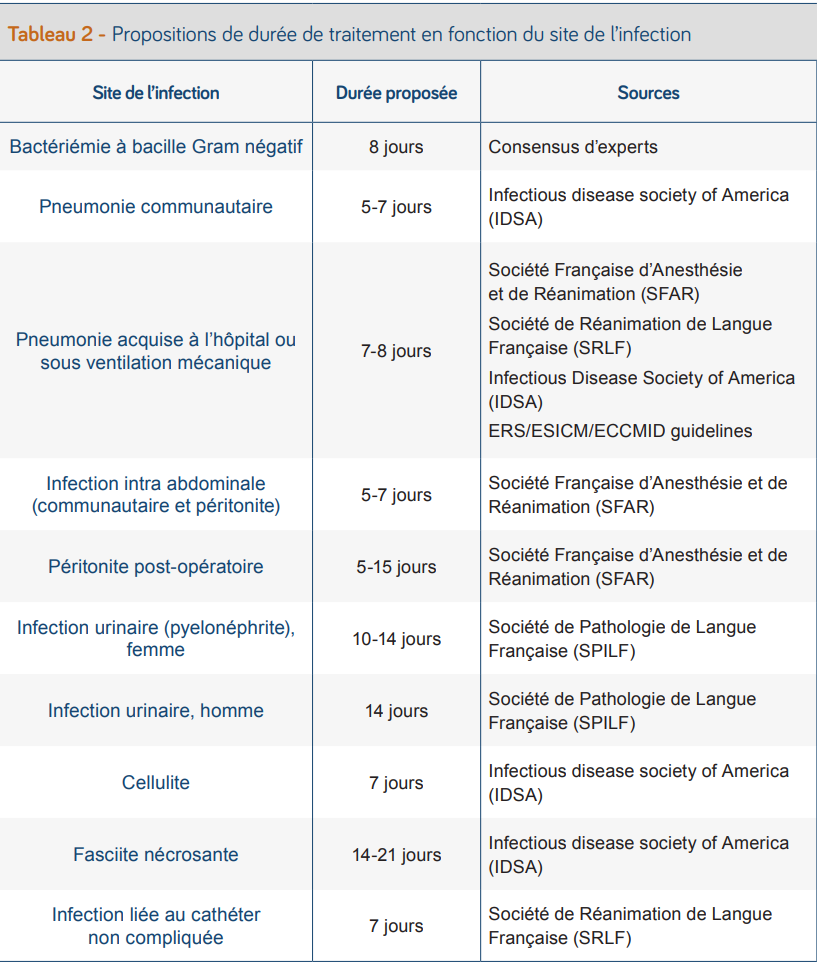 Tableau 2 - Propositions de durée de traitement en fonction du site de l'infection
Site de l'infection
Durée proposée
Sources
Bactériémie à bacille Gram négatif
8 jours
Consensus d'experts
Pneumonie communautaire
5-7 jours
Infectious disease society of America
(IDSA)
Pneumonie acquise à l'hôpital ou
sous ventilation mécanique
7-8 jours
Société Française d'Anesthésie
et de Réanimation (SFAR)
Société de Réanimation de Langue
Française (SRLF)
Infectious Disease Society of America
(IDSA)
ERS/ESICM/ECCMID guidelines
Infection intra abdominale
(communautaire et péritonite)
5-7 jours
Société Française d'Anesthésie et de
Réanimation (SFAR)
Péritonite post-opératoire
5-15 jours
Société Française d'Anesthésie et de
Réanimation (SFAR)
Infection urinaire (pyelonéphrite),
femme
10-14 jours
Société de Pathologie de Langue
Française (SPILF)
Infection urinaire, homme
14 jours
Société de Pathologie de Langue
Française (SPILF)
Cellulite
7 jours
Infectious disease society of America
(IDSA)
Fasciite nécrosante
14-21 jours
Infectious disease society of America
(IDSA)
Infection liée au cathéter
non compliquée
7 jours
Société de Réanimation de Langue
Française (SRLF)